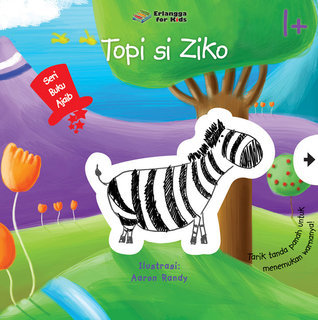 Erlangga
for Kids
1+
Topi si Ziko
Seri
Buku
Ajaib
Tarik tanda panah untuk
menemukan warnanya!
Ilustrasi:
Aaron Randy